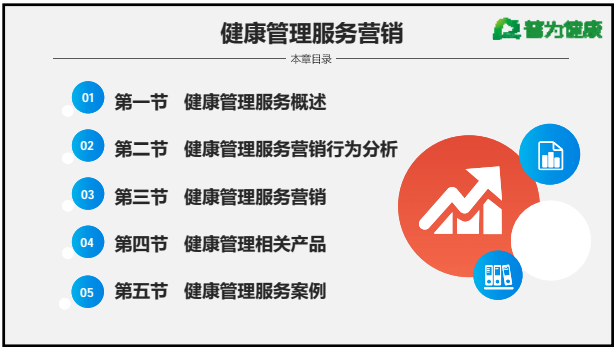 健康管理服务营销
普为健康
本章目录
01 第一节 健康管理服务概述
02 第二节 健康管理服务营销行为分析
03 第三节 健康管理服务营销
04 第四节 健康管理相关产品
05 第五节 健康管理服务案例